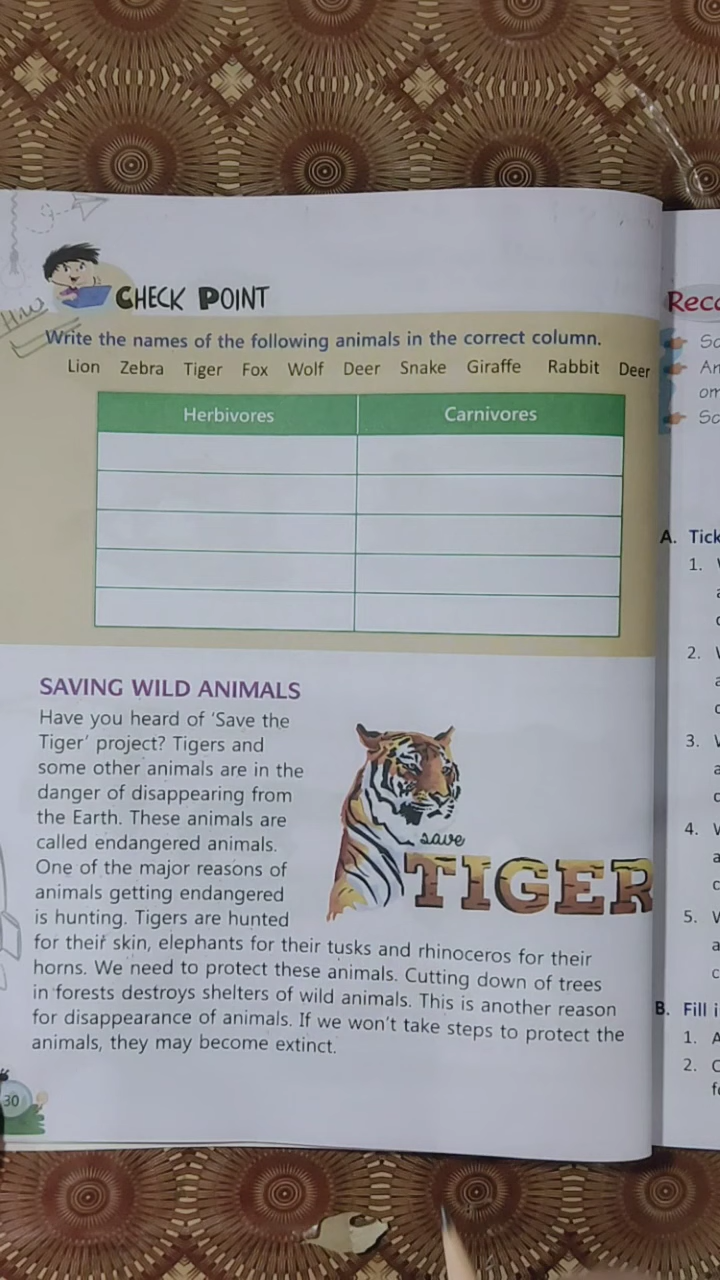 HW
CHECK POINT
Write the names of the following animals in the correct column.
Lion Zebra Tiger Fox Wolf Deer Snake Giraffe Rabbit Deer
Herbivores Carnivores
SAVING WILD ANIMALS
Have you heard of 'Save the
Tiger' project? Tigers and
some other animals are in the
danger of disappearing from
the Earth. These animals are
called endangered animals.
One of the major reasons of
animals getting endangered
is hunting. Tigers are hunted
for their skin, elephants for their tusks and rhinoceros for their
horns. We need to protect these animals. Cutting down of trees
in forests destroys shelters of wild animals. This is another reason
for disappearance of animals. If we won't take steps to protect the
animals, they may become extinct.
save
TIGER
30
A. Tick
1.
2.
3.
4.
5.
B. Fill
1.
2.